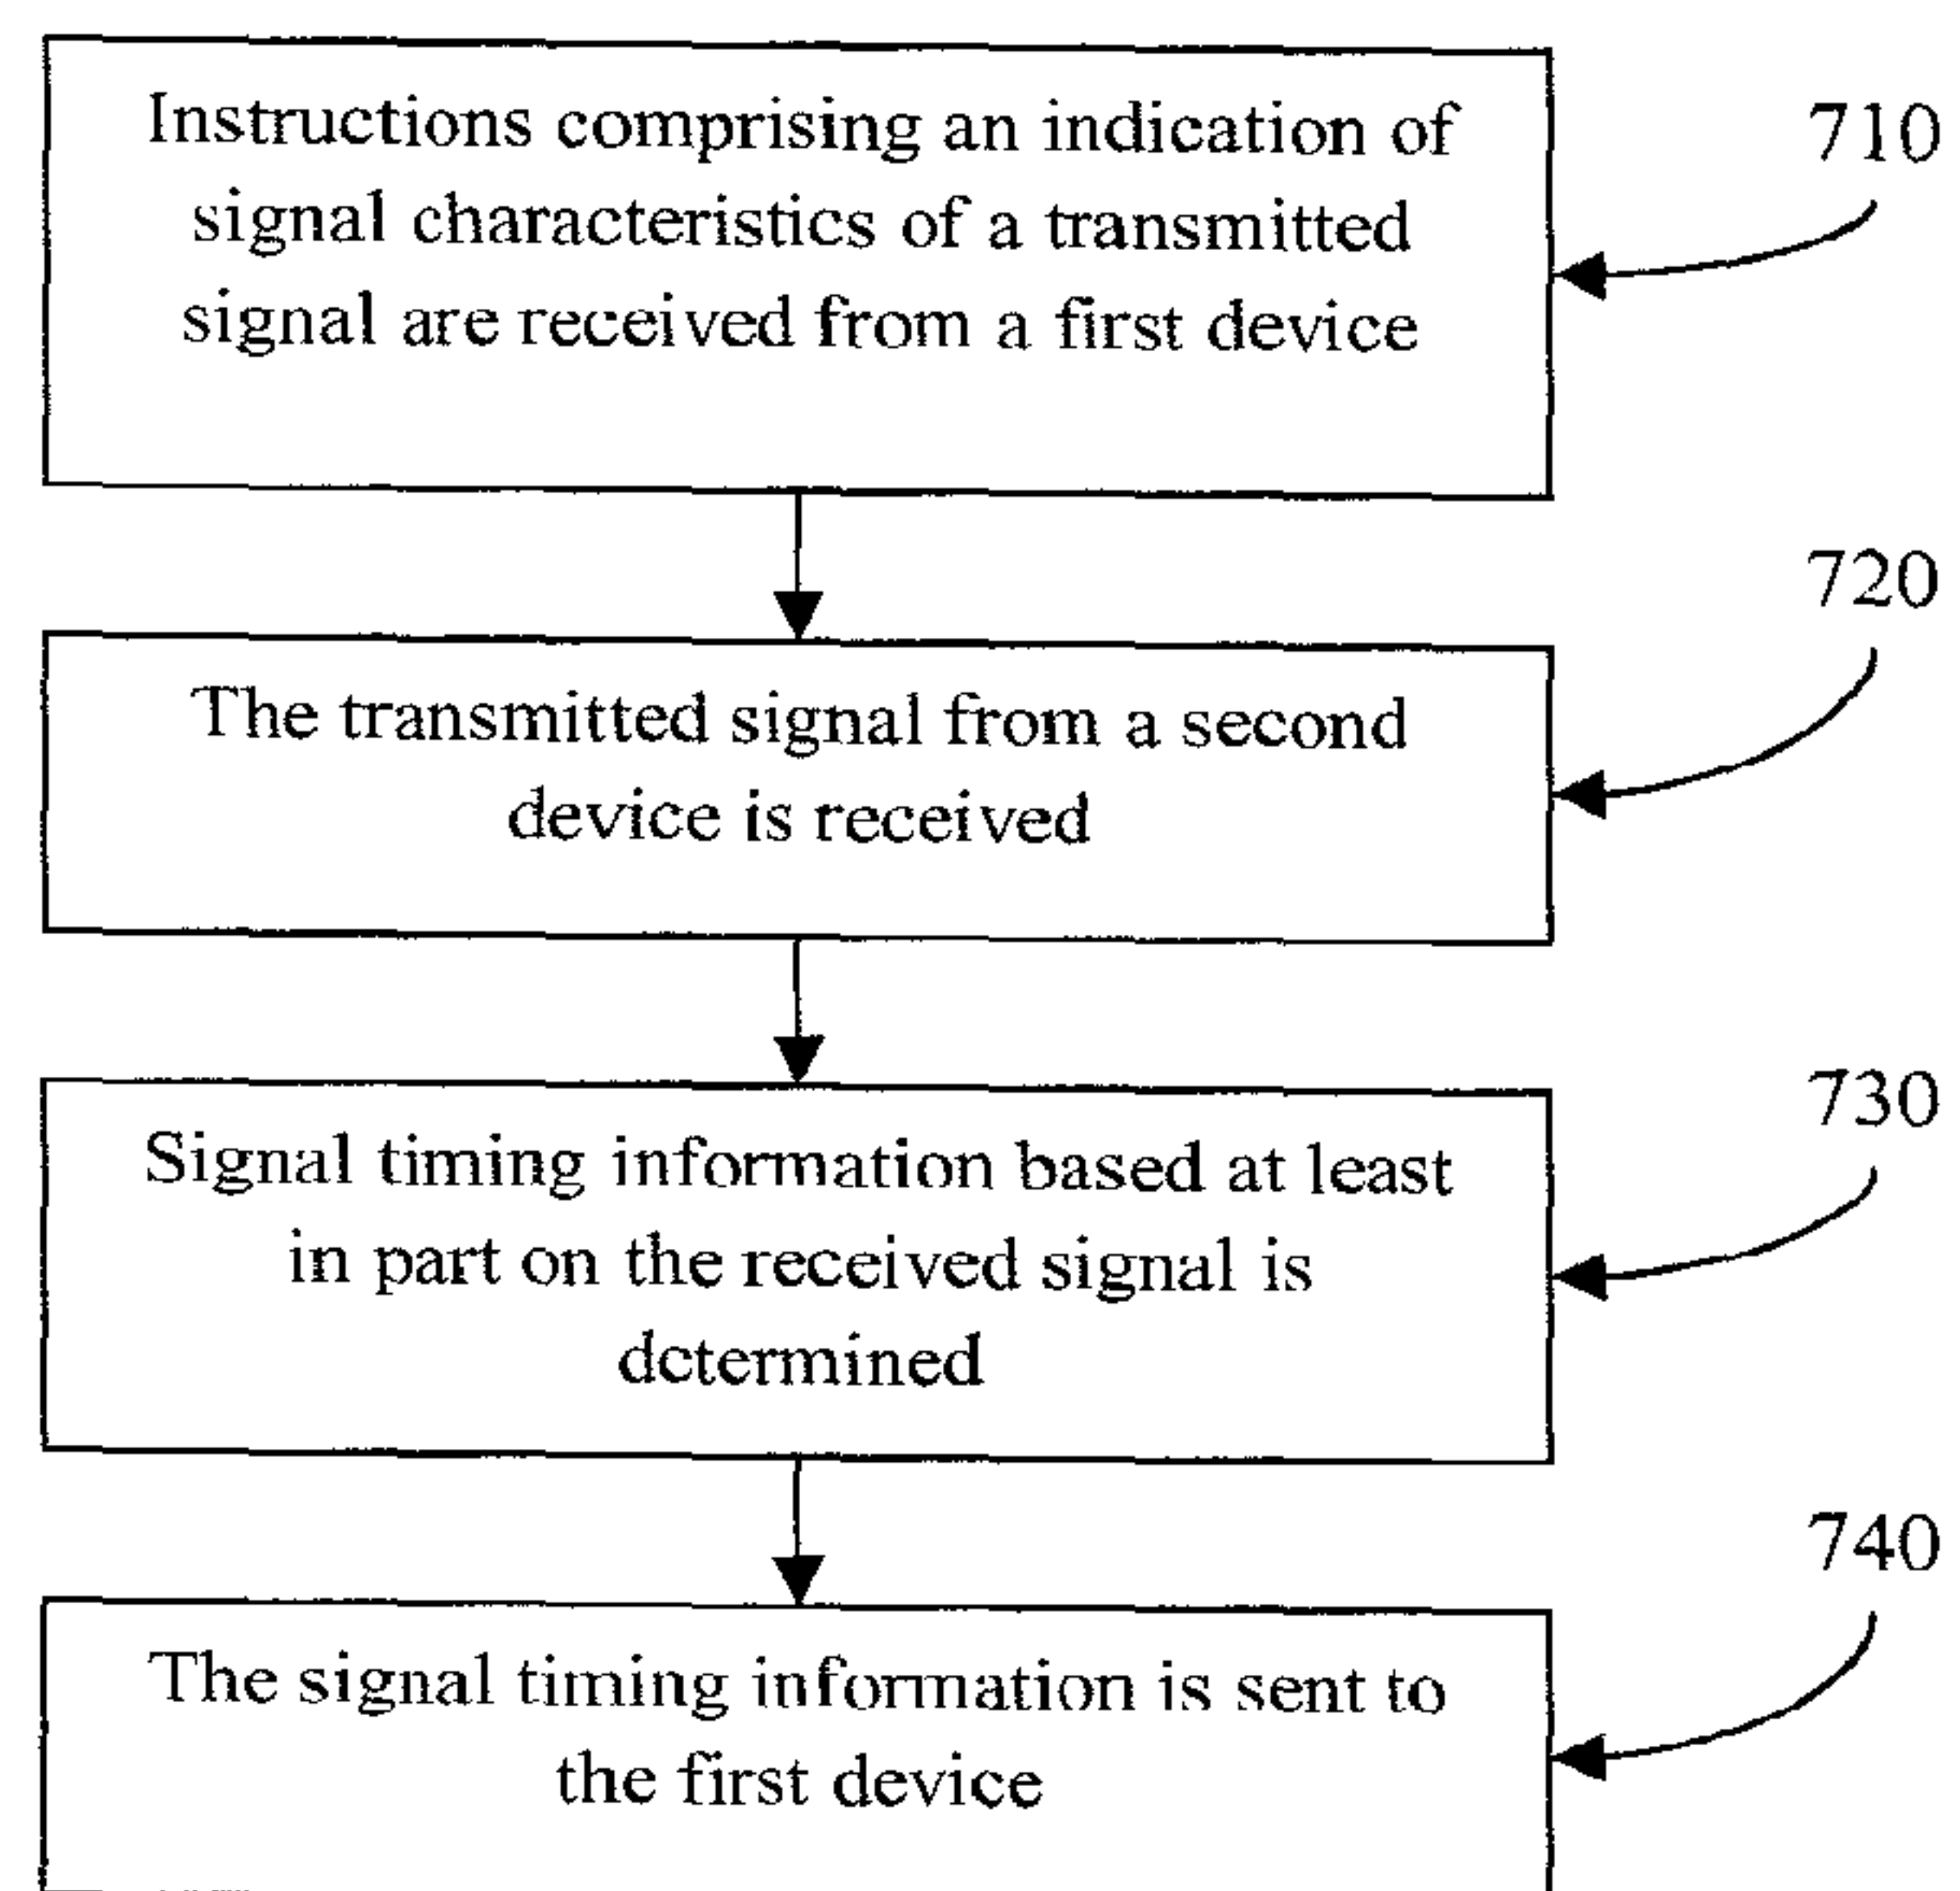 Instructions comprising an indication of
signal characteristics of a transmitted
signal are received from a first device
710
The transmitted signal from a second
device is received
720
Signal timing information based at least
in part on the received signal is
determined
730
The signal timing information is sent to
the first device
740